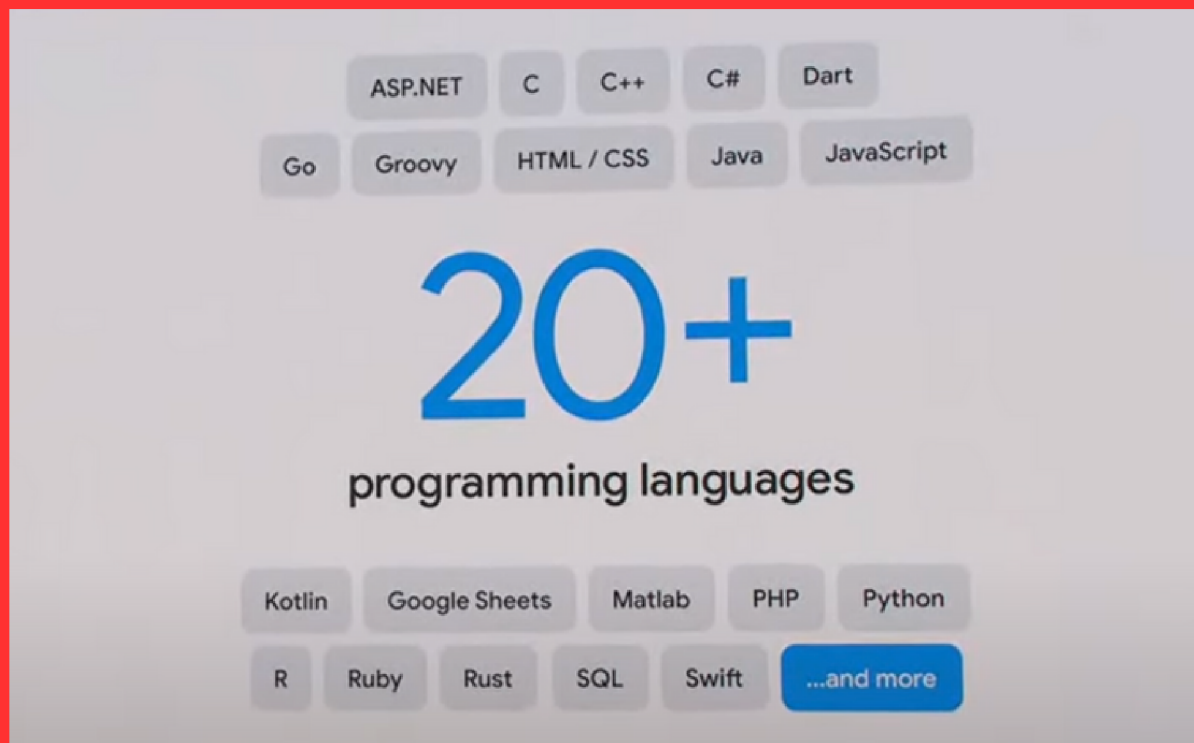 ASP.NET C C++ C# Dart
Go Groovy HTML / CSS Java JavaScript
20+
programming languages
Kotlin Google Sheets Matlab PHP Python
R Ruby Rust SQL Swift ...and more